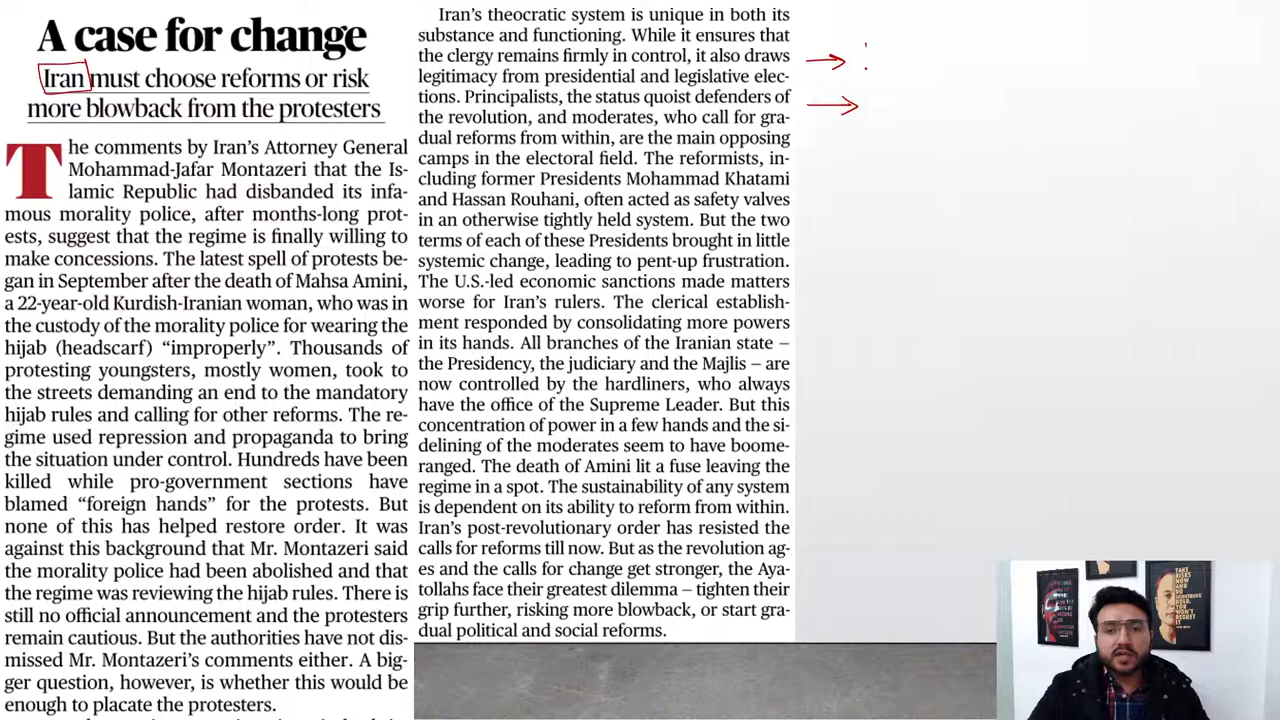 A case for change
Iran must choose reforms or risk
more blowback from the protesters
The comments by Iran's Attorney General
Mohammad-Jafar Montazeri that the Is-
lamic Republic had disbanded its infa-
mous morality police, after months-long prot-
ests, suggest that the regime is finally willing to
make concessions. The latest spell of protests be-
gan in September after the death of Mahsa Amini,
a 22-year-old Kurdish-Iranian woman, who was in
the custody of the morality police for wearing the
hijab (headscarf) “improperly”. Thousands of
protesting youngsters, mostly women, took to
the streets demanding an end to the mandatory
hijab rules and calling for other reforms. The re-
gime used repression and propaganda to bring
the situation under control. Hundreds have been
killed while pro-government sections have
blamed “foreign hands” for the protests. But
none of this has helped restore order. It was
against this background that Mr. Montazeri said
the morality police had been abolished and that
the regime was reviewing the hijab rules. There is
still no official announcement and the protesters
remain cautious. But the authorities have not dis-
missed Mr. Montazeri's comments either. A big-
ger question, however, is whether this would be
enough to placate the protesters.
Iran's theocratic system is unique in both its
substance and functioning. While it ensures that
the clergy remains firmly in control, it also draws
legitimacy from presidential and legislative elec-
tions. Principalists, the status quoist defenders of
the revolution, and moderates, who call for gra-
dual reforms from within, are the main opposing
camps in the electoral field. The reformists, in-
cluding former Presidents Mohammad Khatami
and Hassan Rouhani, often acted as safety valves
in an otherwise tightly held system. But the two
terms of each of these Presidents brought in little
systemic change, leading to pent-up frustration.
The U.S.-led economic sanctions made matters
worse for Iran's rulers. The clerical establish-
ment responded by consolidating more powers
in its hands. All branches of the Iranian state –
the Presidency, the judiciary and the Majlis – are
now controlled by the hardliners, who always
have the office of the Supreme Leader. But this
concentration of power in a few hands and the si-
delining of the moderates seem to have boome-
ranged. The death of Amini lit a fuse leaving the
regime in a spot. The sustainability of any system
is dependent on its ability to reform from within.
Iran's post-revolutionary order has resisted the
calls for reforms till now. But as the revolution ag-
es and the calls for change get stronger, the Aya-
tollahs face their greatest dilemma – tighten their
grip further, risking more blowback, or start gra-
dual political and social reforms.
TAKE
RISKS
NOW
AND
DO
SOMETHING
BOLD.
YOU
WON'T
REGRET
IT